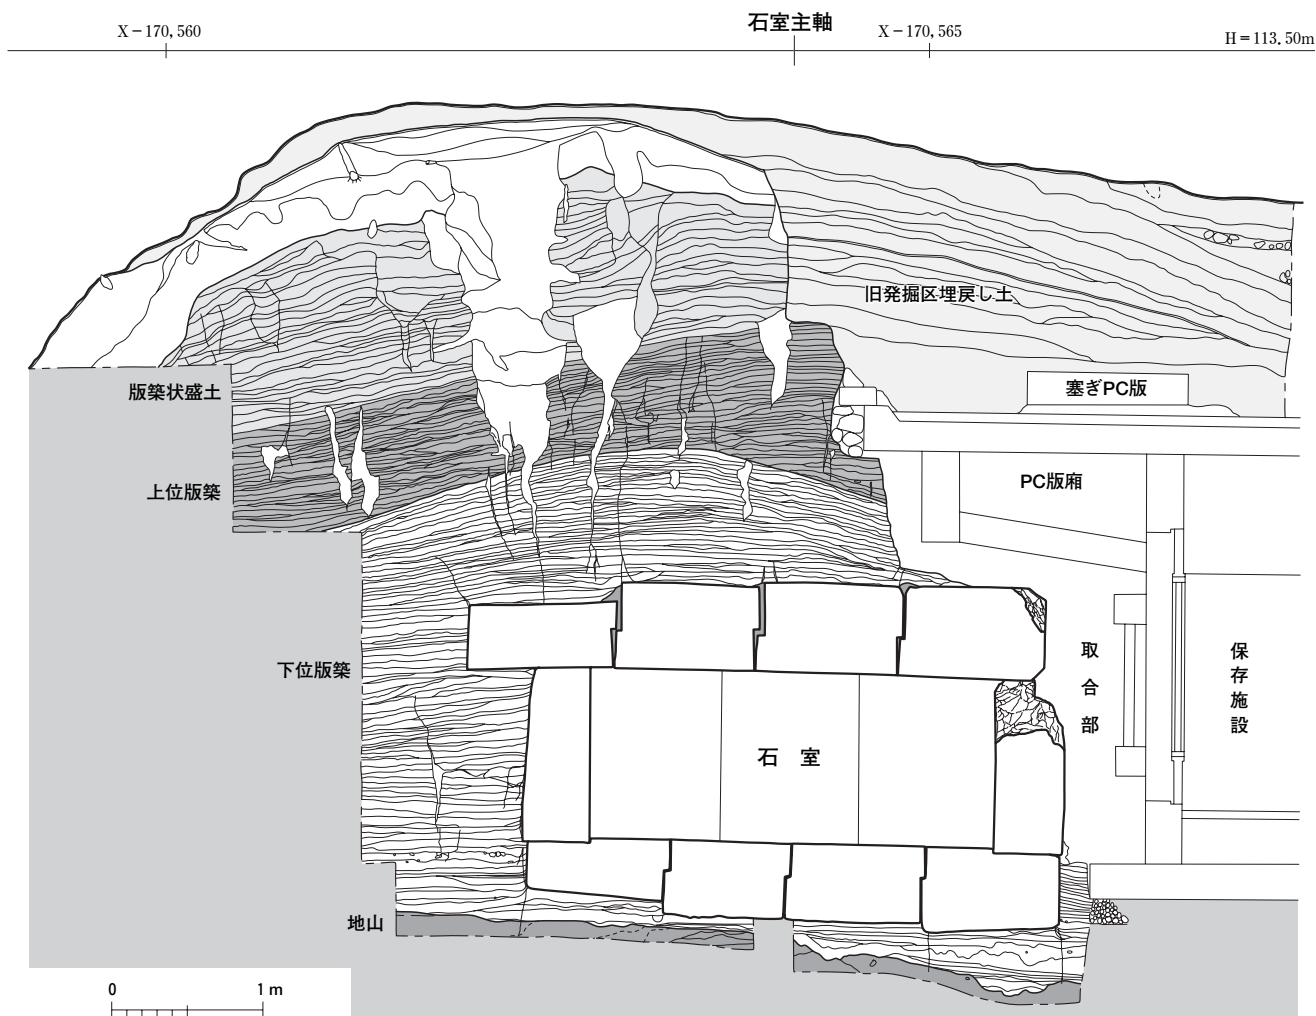 石室主軸
X－170,560
X－170,565
H＝113.50m
旧発掘区埋戻し土
塞ぎPC版
版築状盛土
上位版築
PC版廂
下位版築
取合部
保存施設
石　室
地山
0
1 m